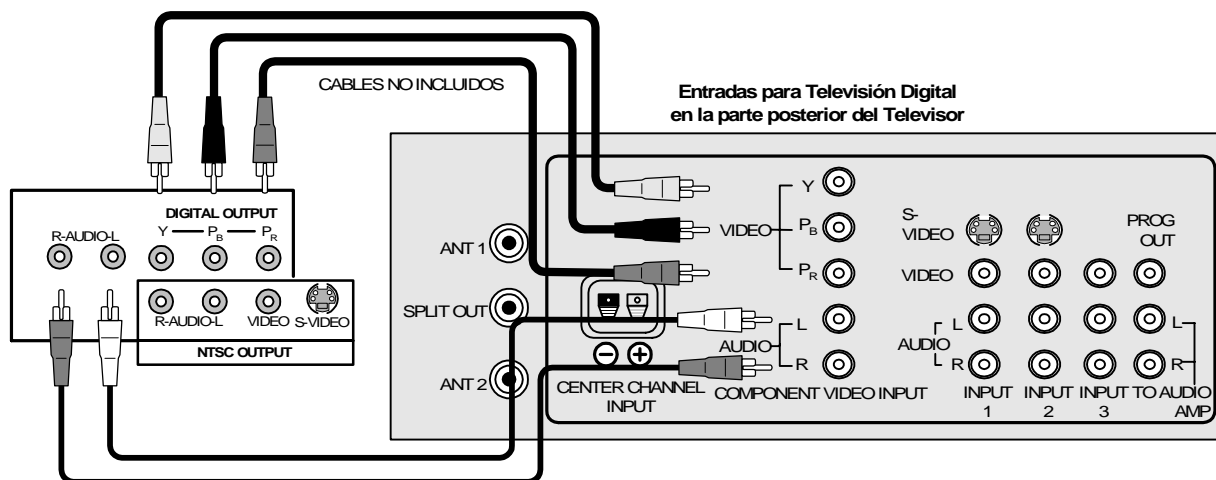 CABLES NO INCLUIDOS
Entradas para Televisión Digital
en la parte posterior del Televisor
DIGITAL OUTPUT
R-AUDIO-L
Y
PB
PR
R-AUDIO-L
VIDEO
S-VIDEO
NTSC OUTPUT
ANT 1
SPLIT OUT
ANT 2
CENTER CHANNEL
INPUT
VIDEO
Y
PB
PR
AUDIO
L
R
COMPONENT VIDEO INPUT
S-
VIDEO
VIDEO
AUDIO
L
R
INPUT
1
INPUT
2
INPUT
3
PROG
OUT
L
R
TO AUDIO
AMP